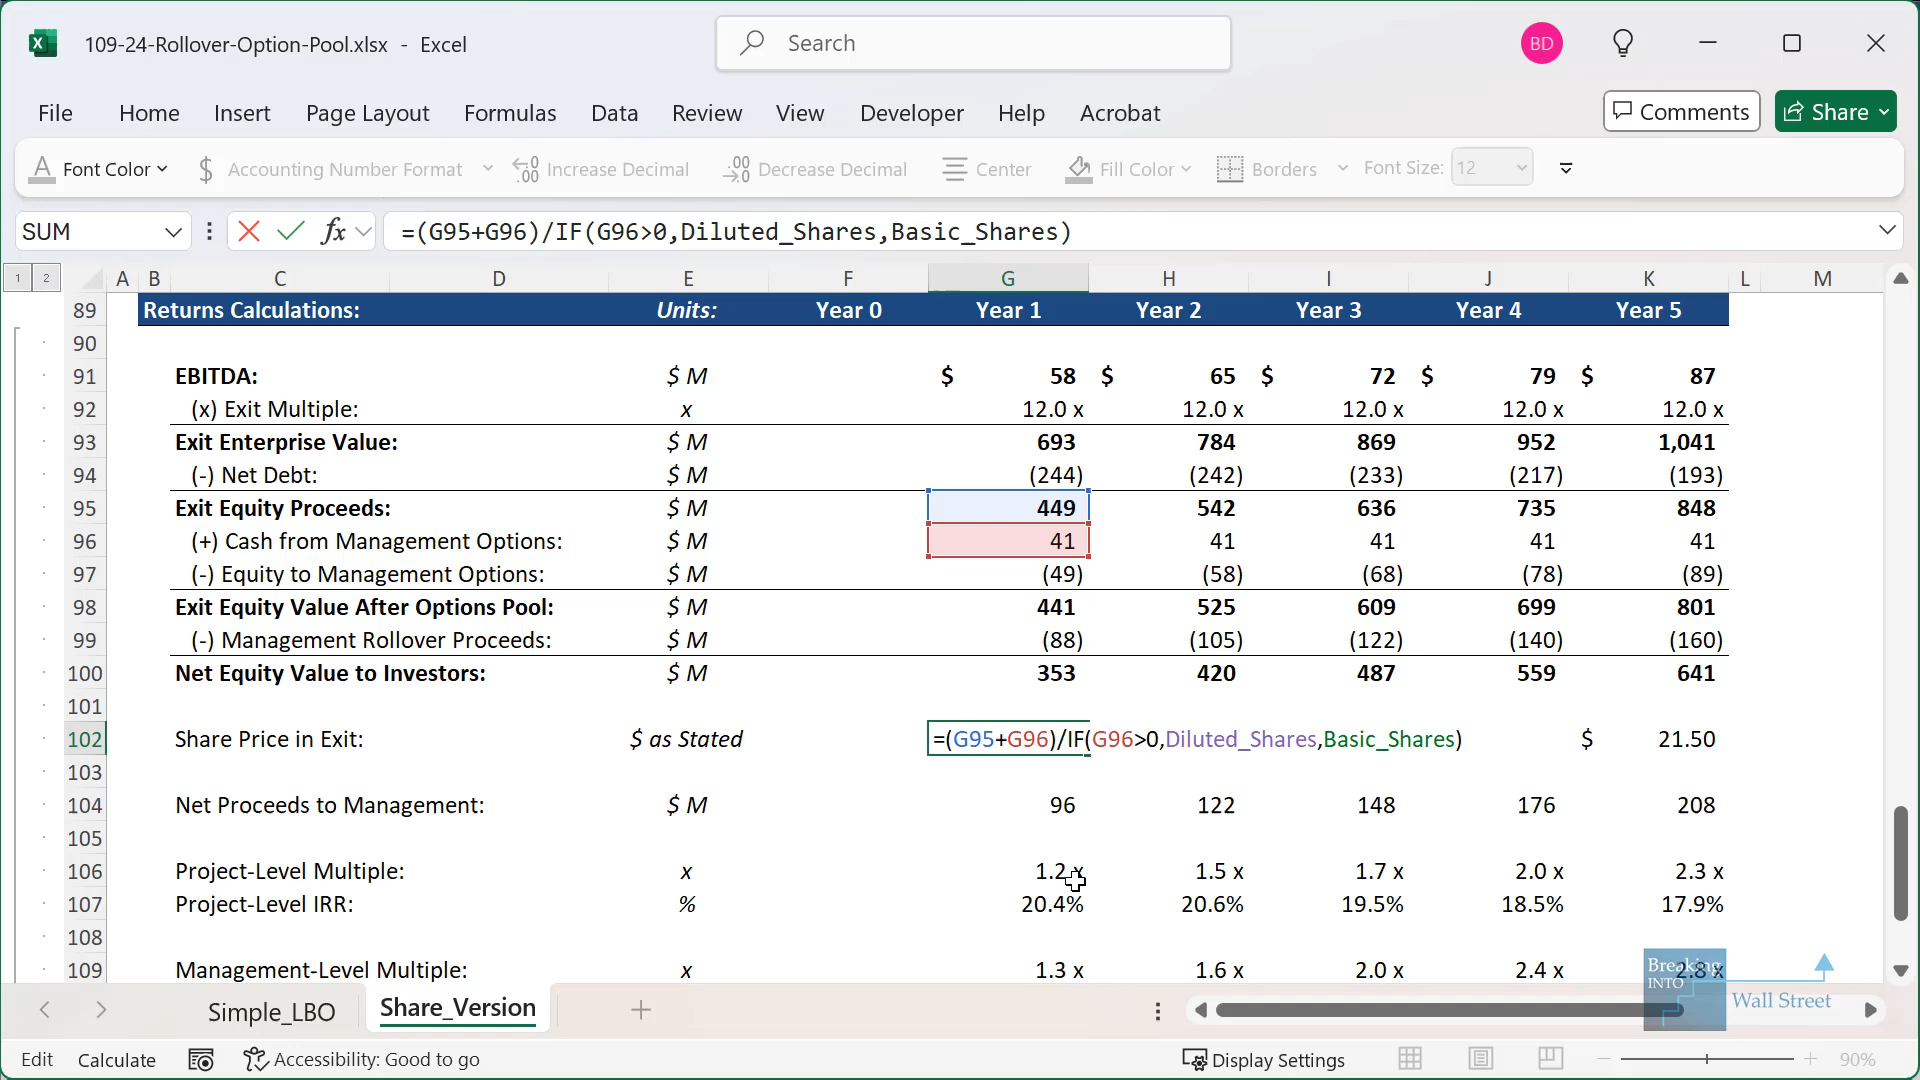 109-24-Rollover-Option-Pool.xlsx - Excel
Search
BD
File Home Insert Page Layout Formulas Data Review View Developer Help Acrobat
Comments
Share
Font Color
$ Accounting Number Format
Increase Decimal
Decrease Decimal
Center
Fill Color
Borders
Font Size: 12
SUM
fx
=(G95+G96)/IF(G96>0,Diluted_Shares,Basic_Shares)
1 2
A B C D E F G H I J K L M
89 Returns Calculations: Units: Year 0 Year 1 Year 2 Year 3 Year 4 Year 5
90
91 EBITDA: $ M $ 58 $ 65 $ 72 $ 79 $ 87
92 (x) Exit Multiple: x 12.0 x 12.0 x 12.0 x 12.0 x 12.0 x
93 Exit Enterprise Value: $ M 693 784 869 952 1,041
94 (-) Net Debt: $ M (244) (242) (233) (217) (193)
95 Exit Equity Proceeds: $ M 449 542 636 735 848
96 (+) Cash from Management Options: $ M 41 41 41 41 41
97 (-) Equity to Management Options: $ M (49) (58) (68) (78) (89)
98 Exit Equity Value After Options Pool: $ M 441 525 609 699 801
99 (-) Management Rollover Proceeds: $ M (88) (105) (122) (140) (160)
100 Net Equity Value to Investors: $ M 353 420 487 559 641
101
102 Share Price in Exit: $ as Stated =(G95+G96)/IF(G96>0,Diluted_Shares,Basic_Shares) $ 21.50
103
104 Net Proceeds to Management: $ M 96 122 148 176 208
105
106 Project-Level Multiple: x 1.2 x 1.5 x 1.7 x 2.0 x 2.3 x
107 Project-Level IRR: % 20.4% 20.6% 19.5% 18.5% 17.9%
108
109 Management-Level Multiple: x 1.3 x 1.6 x 2.0 x 2.4 x 2.8 x
Breaking
INTO
Wall Street
Simple_LBO Share_Version
Edit Calculate Accessibility: Good to go Display Settings 90%